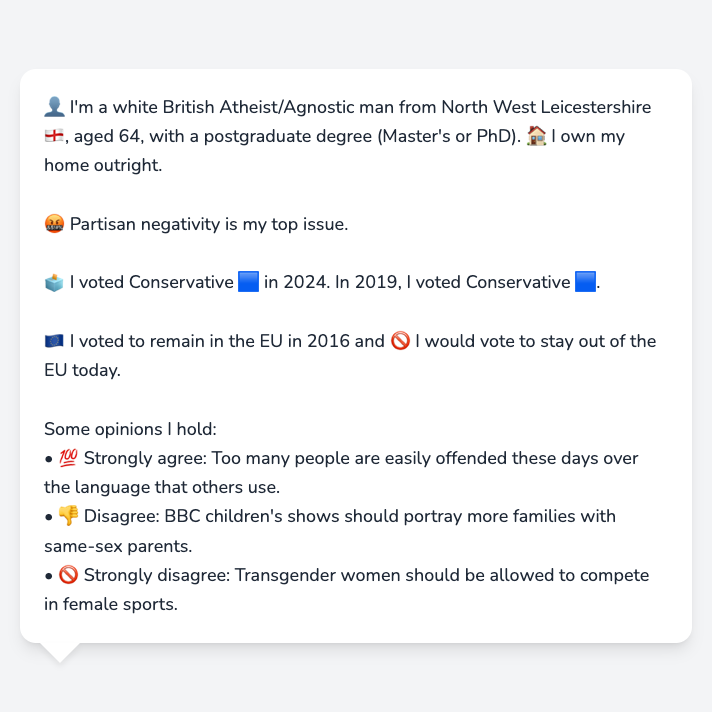 👤 I'm a white British Atheist/Agnostic man from North West Leicestershire
🏴󠁧󠁢󠁥󠁮󠁧󠁿, aged 64, with a postgraduate degree (Master's or PhD). 🏠 I own my
home outright.
🤬 Partisan negativity is my top issue.
🗳️ I voted Conservative 🟦 in 2024. In 2019, I voted Conservative 🟦.
🇪🇺 I voted to remain in the EU in 2016 and 🚫 I would vote to stay out of the
EU today.
Some opinions I hold:
• 💯 Strongly agree: Too many people are easily offended these days over
the language that others use.
• 👎 Disagree: BBC children's shows should portray more families with
same-sex parents.
• 🚫 Strongly disagree: Transgender women should be allowed to compete
in female sports.